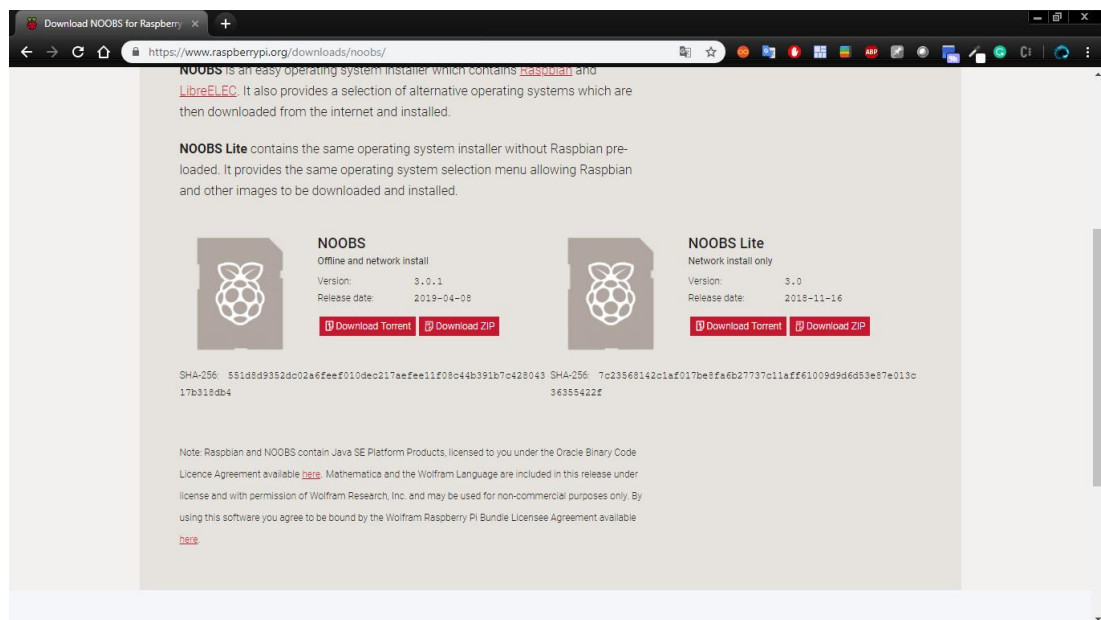 Download NOOBS for Raspberry
https://www.raspberrypi.org/downloads/noobs/
NOOBS is an easy operating system installer which contains Raspbian and
LibreELEC. It also provides a selection of alternative operating systems which are
then downloaded from the internet and installed.
NOOBS Lite contains the same operating system installer without Raspbian pre-
loaded. It provides the same operating system selection menu allowing Raspbian
and other images to be downloaded and installed.
NOOBS
Offline and network install
Version: 3.0.1
Release date: 2019-04-08
Download Torrent Download ZIP
SHA-256: 551d8d9352dc02a6feef010dec217aefee11f08c44b391b7c428043
17b318db4
NOOBS Lite
Network install only
Version: 3.0
Release date: 2018-11-16
Download Torrent Download ZIP
SHA-256: 7c23568142c1af017be8fa6b27737c11aff61009d9d6d53e87e013c
36355422f
Note: Raspbian and NOOBS contain Java SE Platform Products, licensed to you under the Oracle Binary Code
Licence Agreement available here. Mathematica and the Wolfram Language are included in this release under
license and with permission of Wolfram Research, Inc. and may be used for non-commercial purposes only. By
using this software you agree to be bound by the Wolfram Raspberry Pi Bundle Licensee Agreement available
here.